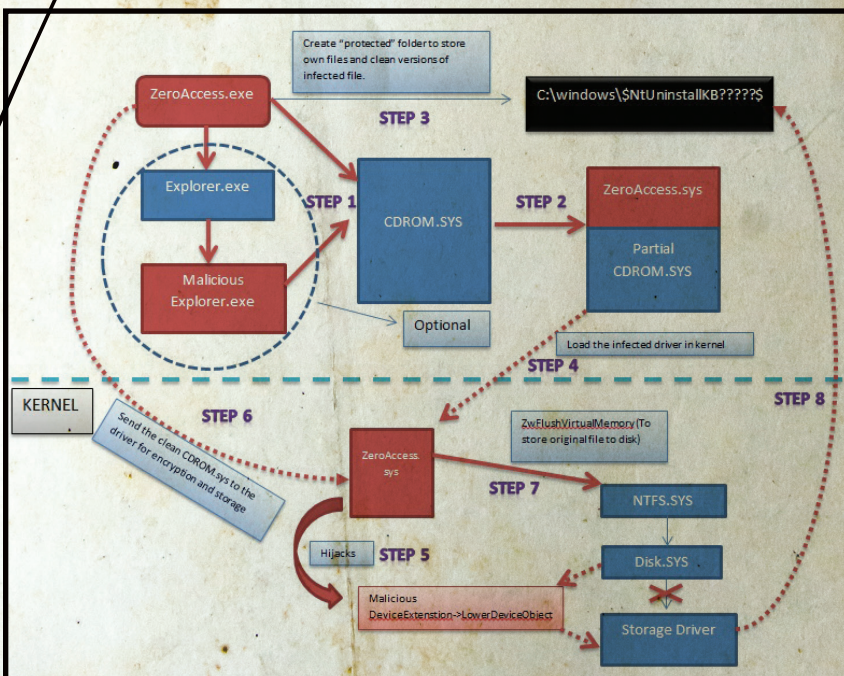 Create "protected" folder to store
own files and clean versions of
infected file.
ZeroAccess.exe
C:\windows\$NtUninstallKB?????$
STEP 3
Explorer.exe
STEP 1
CDROM.SYS
STEP 2
ZeroAccess.sys
Partial
CDROM.SYS
Malicious
Explorer.exe
Optional
Load the infected driver in kernel
STEP 4
KERNEL
STEP 6
STEP 8
Send the clean CDROM.sys to the
driver for encryption and storage
ZwFlushVirtualMemory(To
store original file to disk)
ZeroAccess.
sys
STEP 7
NTFS.SYS
Hijacks
STEP 5
Disk.SYS
Malicious
DeviceExtenstion->LowerDeviceObject
Storage Driver